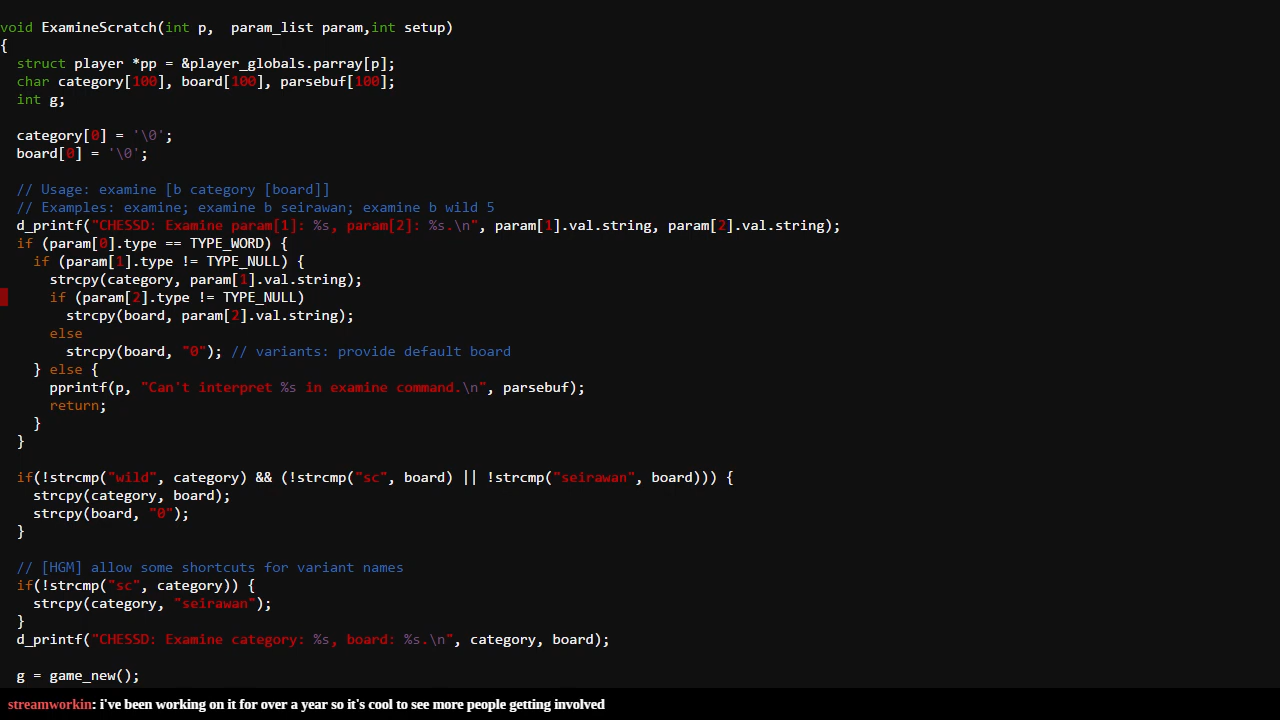 void ExamineScratch(int p,  param_list param,int setup)
{
  struct player *pp = &player_globals.parray[p];
  char category[100], board[100], parsebuf[100];
  int g;

  category[0] = '\0';
  board[0] = '\0';

  // Usage: examine [b category [board]]
  // Examples: examine; examine b seirawan; examine b wild 5
  d_printf("CHESSD: Examine param[1]: %s, param[2]: %s.\n", param[1].val.string, param[2].val.string);
  if (param[0].type == TYPE_WORD) {
    if (param[1].type != TYPE_NULL) {
      strcpy(category, param[1].val.string);
      if (param[2].type != TYPE_NULL)
        strcpy(board, param[2].val.string);
      else
        strcpy(board, "0"); // variants: provide default board
    } else {
      pprintf(p, "Can't interpret %s in examine command.\n", parsebuf);
      return;
    }
  }

  if(!strcmp("wild", category) && (!strcmp("sc", board) || !strcmp("seirawan", board))) {
    strcpy(category, board);
    strcpy(board, "0");
  }

  // [HGM] allow some shortcuts for variant names
  if(!strcmp("sc", category)) {
    strcpy(category, "seirawan");
  }
  d_printf("CHESSD: Examine category: %s, board: %s.\n", category, board);

  g = game_new();
streamworkin: i've been working on it for over a year so it's cool to see more people getting involved